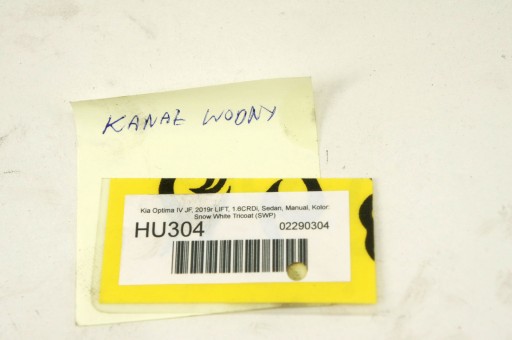 KANAŁ WODNY
Kia Optima IV JF, 2019r LIFT, 1.6CRDi, Sedan, Manual, Kolor:
Snow White Tricoat (SWP)
HU304
02290304